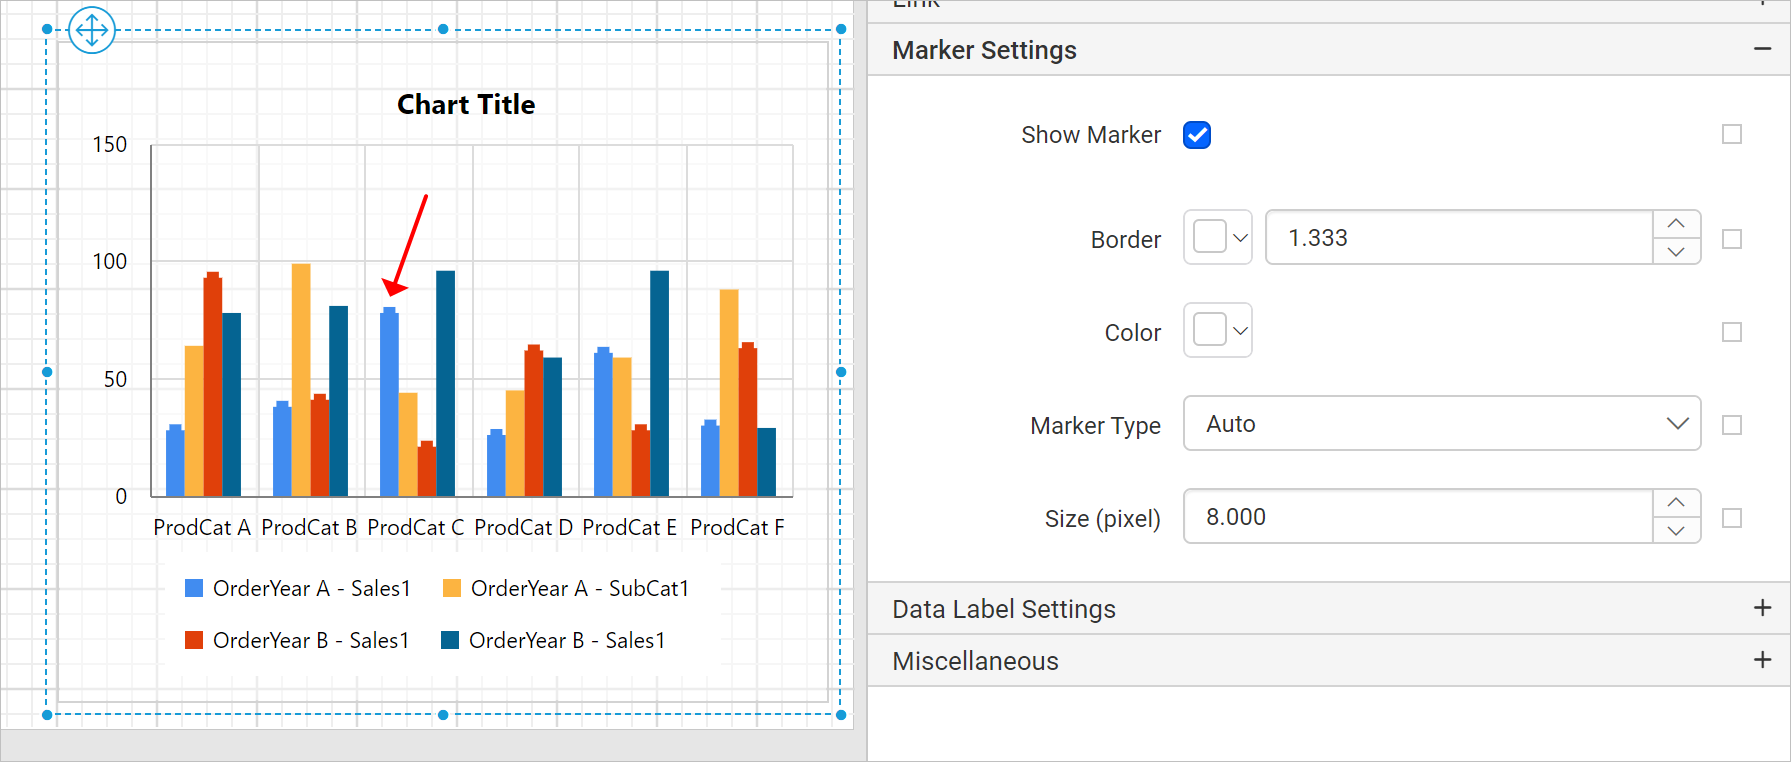 Chart Title
150
100
50
0
ProdCat A ProdCat B ProdCat C ProdCat D ProdCat E ProdCat F
OrderYear A - Sales1 OrderYear A - SubCat1
OrderYear B - Sales1 OrderYear B - Sales1
Link
Marker Settings
Show Marker
Border 1.333
Color
Marker Type Auto
Size (pixel) 8.000
Data Label Settings
Miscellaneous